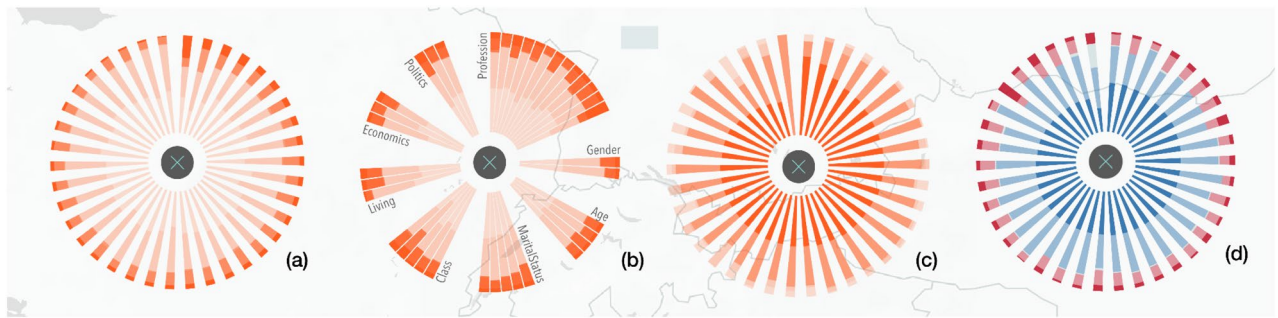 Politics
Profession
Economics
Gender
Living
Age
Class
MaritalStatus
(a)
(b)
(c)
(d)